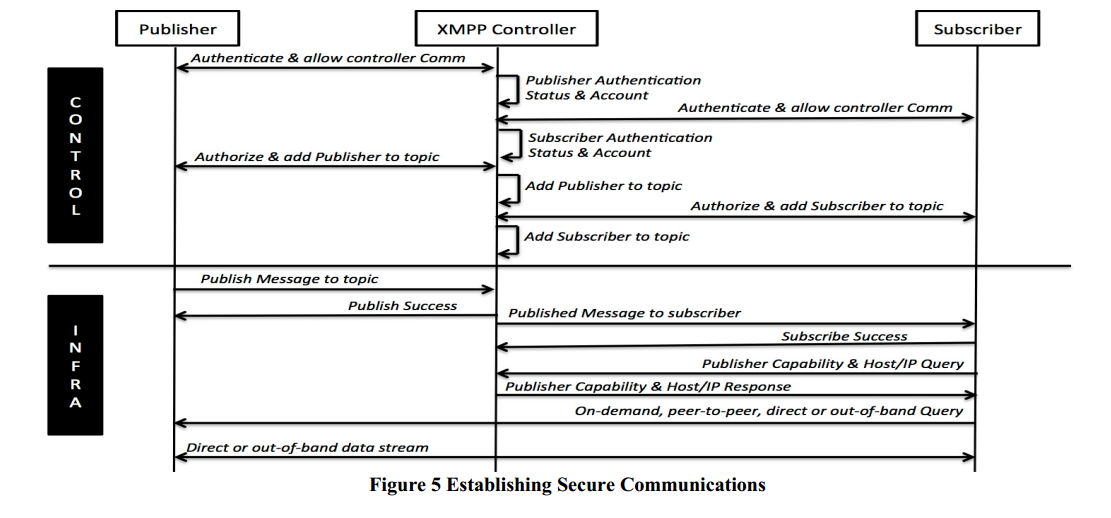 Publisher
XMPP Controller
Subscriber
CONTROL
Authenticate & allow controller Comm
Publisher Authentication
Status & Account
Authenticate & allow controller Comm
Subscriber Authentication
Status & Account
Authorize & add Publisher to topic
Add Publisher to topic
Authorize & add Subscriber to topic
Add Subscriber to topic
INFRA
Publish Message to topic
Publish Success
Published Message to subscriber
Subscribe Success
Publisher Capability & Host/IP Query
Publisher Capability & Host/IP Response
On-demand, peer-to-peer, direct or out-of-band Query
Direct or out-of-band data stream
Figure 5 Establishing Secure Communications